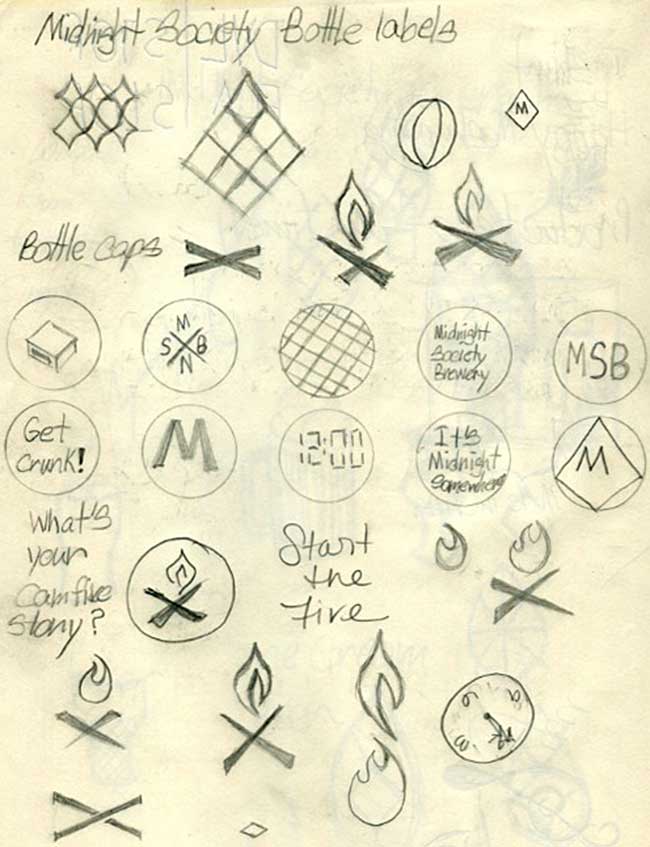 Midnight Society Bottle labels
M
Bottle caps
M
S B
N
Midnight
Society
Brewery
MSB
Get
Crunk!
M
12:00
It's
Midnight
Somewhere
M
What's
your
Camfire
Story?
Start
the
Fire